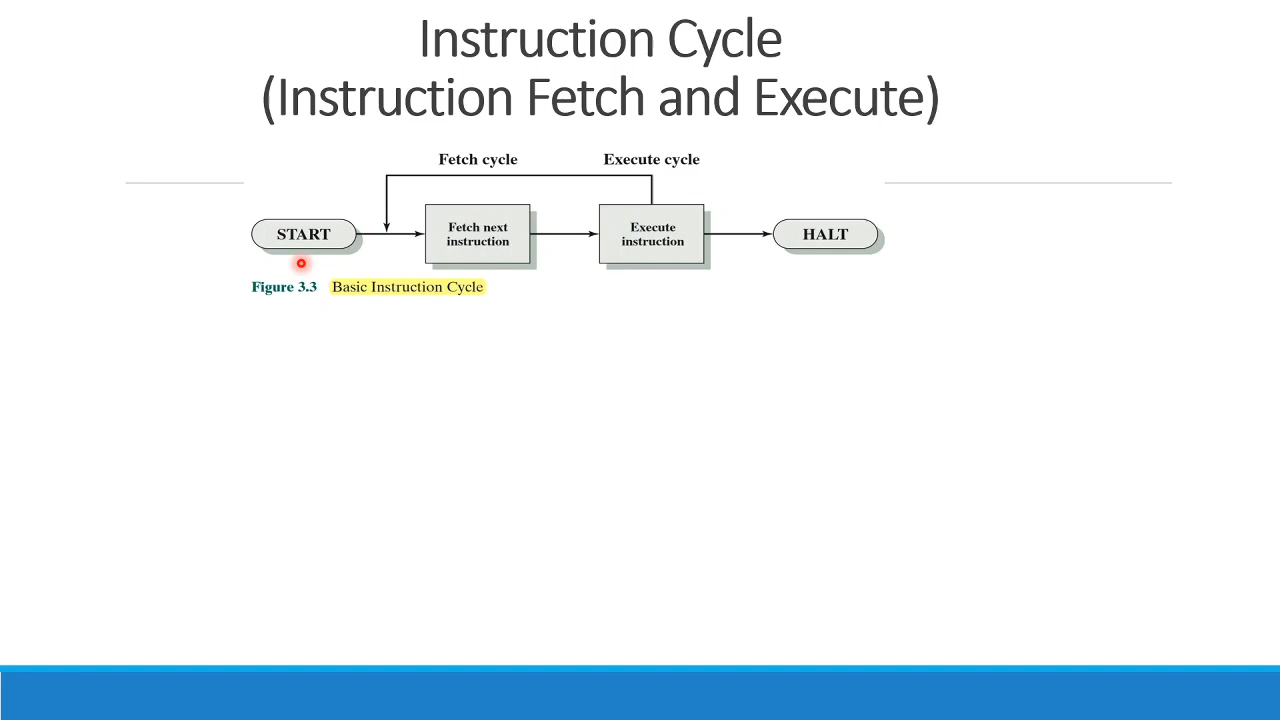 Instruction Cycle
(Instruction Fetch and Execute)
Fetch cycle
Execute cycle
START
Fetch next
instruction
Execute
instruction
HALT
Figure 3.3 Basic Instruction Cycle